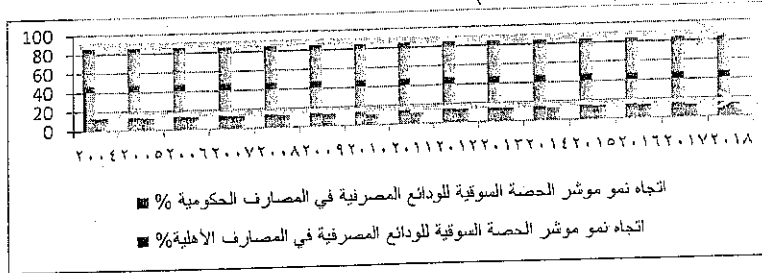 100
80
60
40
20
0
٢٠٠٤ ٢٠٠٥ ٢٠٠٦ ٢٠٠٧ ٢٠٠٨ ٢٠٠٩ ٢٠١٠ ٢٠١١ ٢٠١٢ ٢٠١٣ ٢٠١٤ ٢٠١٥ ٢٠١٦ ٢٠١٧ ٢٠١٨
اتجاه نمو موشر الحصة السوقية للودائع المصرفية في المصارف الحكومية %
اتجاه نمو موشر الحصة السوقية للودائع المصرفية في المصارف الأهلية%